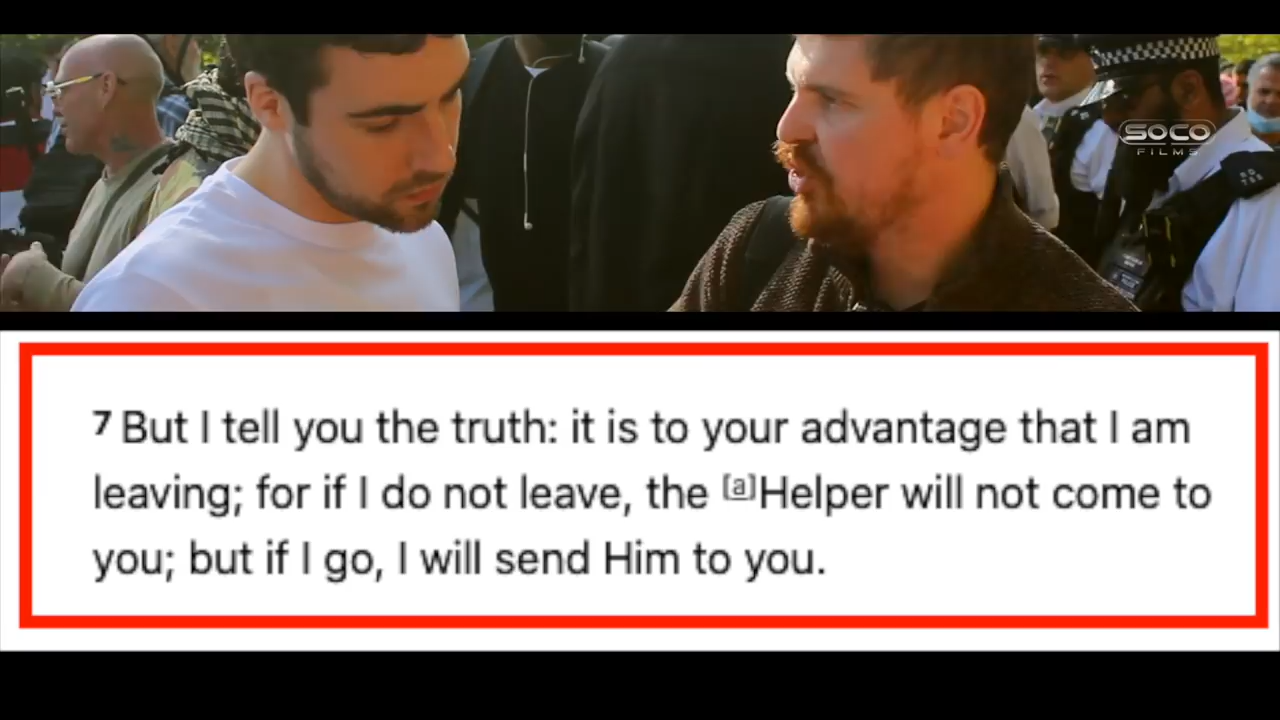 SOCO
FILMS
7 But I tell you the truth: it is to your advantage that I am
leaving; for if I do not leave, the [a]Helper will not come to
you; but if I go, I will send Him to you.